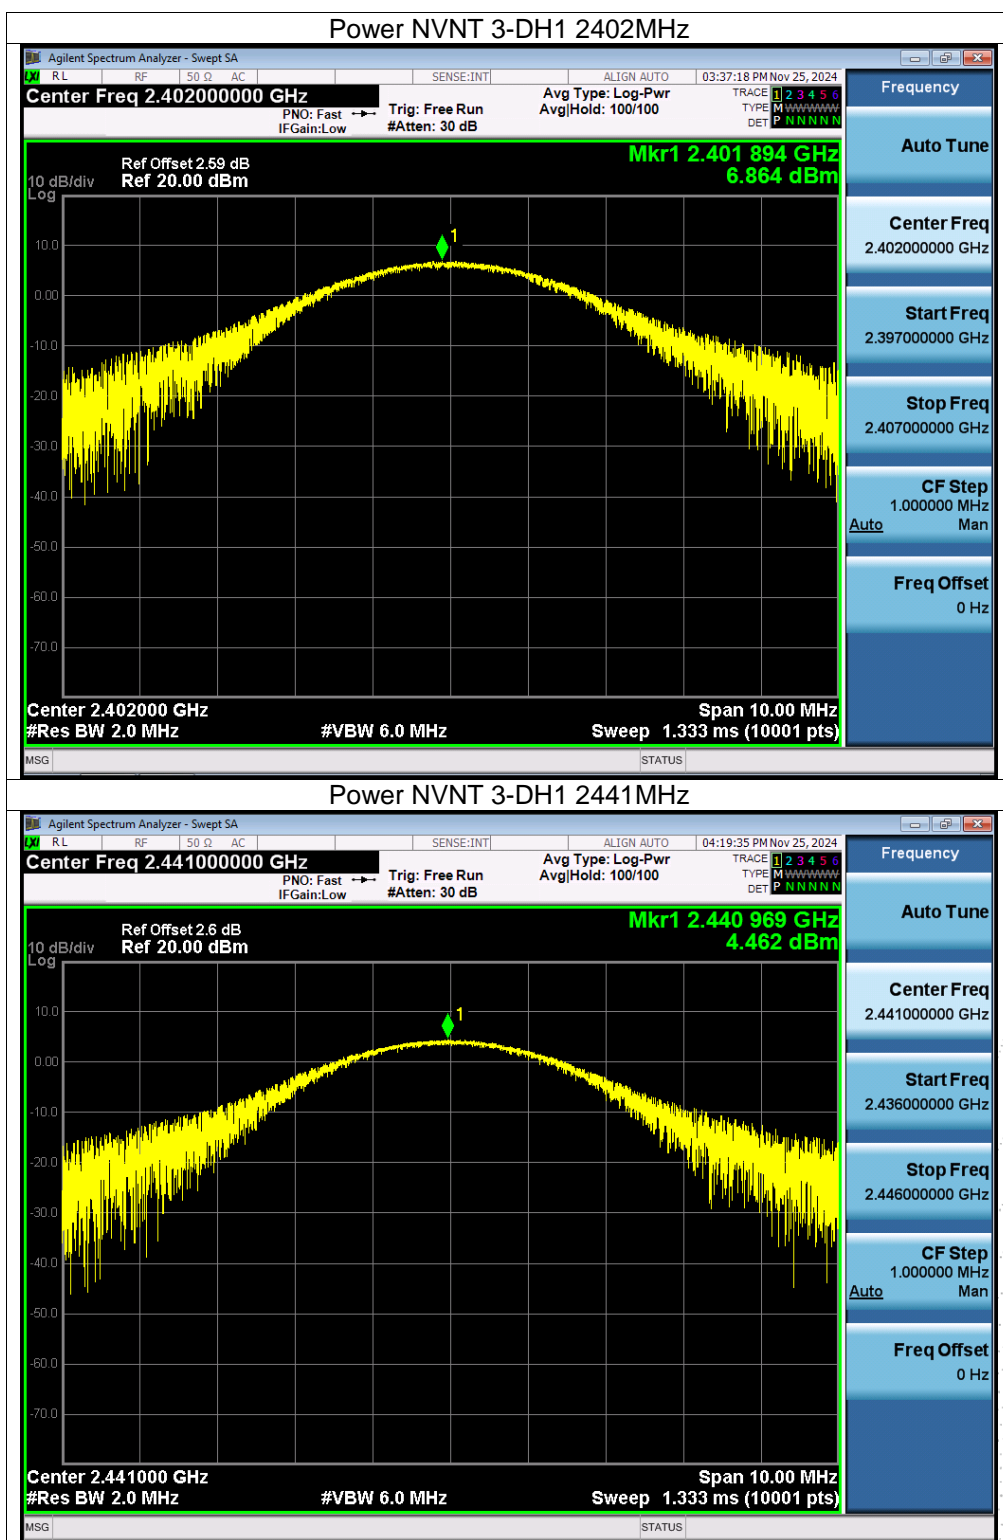 Power NVNT 3-DH1 2402MHz
Agilent Spectrum Analyzer - Swept SA
LXI RL RF 50 Ω AC SENSE:INT ALIGN AUTO 03:37:18 PM Nov 25, 2024
Center Freq 2.402000000 GHz
PNO: Fast
IFGain:Low
Trig: Free Run
#Atten: 30 dB
Avg Type: Log-Pwr
Avg|Hold: 100/100
TRACE 1 2 3 4 5 6
TYPE M WWWWW
DET P N N N N N
Mkr1 2.401 894 GHz
6.864 dBm
Ref Offset 2.59 dB
10 dB/div Ref 20.00 dBm
Log
1
10.0
0.00
-10.0
-20.0
-30.0
-40.0
-50.0
-60.0
-70.0
Center 2.402000 GHz Span 10.00 MHz
#Res BW 2.0 MHz #VBW 6.0 MHz Sweep 1.333 ms (10001 pts)
MSG STATUS
Frequency
Auto Tune
Center Freq
2.402000000 GHz
Start Freq
2.397000000 GHz
Stop Freq
2.407000000 GHz
CF Step
1.000000 MHz
Auto Man
Freq Offset
0 Hz
Power NVNT 3-DH1 2441MHz
Agilent Spectrum Analyzer - Swept SA
LXI RL RF 50 Ω AC SENSE:INT ALIGN AUTO 04:19:35 PM Nov 25, 2024
Center Freq 2.441000000 GHz
PNO: Fast
IFGain:Low
Trig: Free Run
#Atten: 30 dB
Avg Type: Log-Pwr
Avg|Hold: 100/100
TRACE 1 2 3 4 5 6
TYPE M WWWWW
DET P N N N N N
Mkr1 2.440 969 GHz
4.462 dBm
Ref Offset 2.6 dB
10 dB/div Ref 20.00 dBm
Log
1
10.0
0.00
-10.0
-20.0
-30.0
-40.0
-50.0
-60.0
-70.0
Center 2.441000 GHz Span 10.00 MHz
#Res BW 2.0 MHz #VBW 6.0 MHz Sweep 1.333 ms (10001 pts)
MSG STATUS
Frequency
Auto Tune
Center Freq
2.441000000 GHz
Start Freq
2.436000000 GHz
Stop Freq
2.446000000 GHz
CF Step
1.000000 MHz
Auto Man
Freq Offset
0 Hz